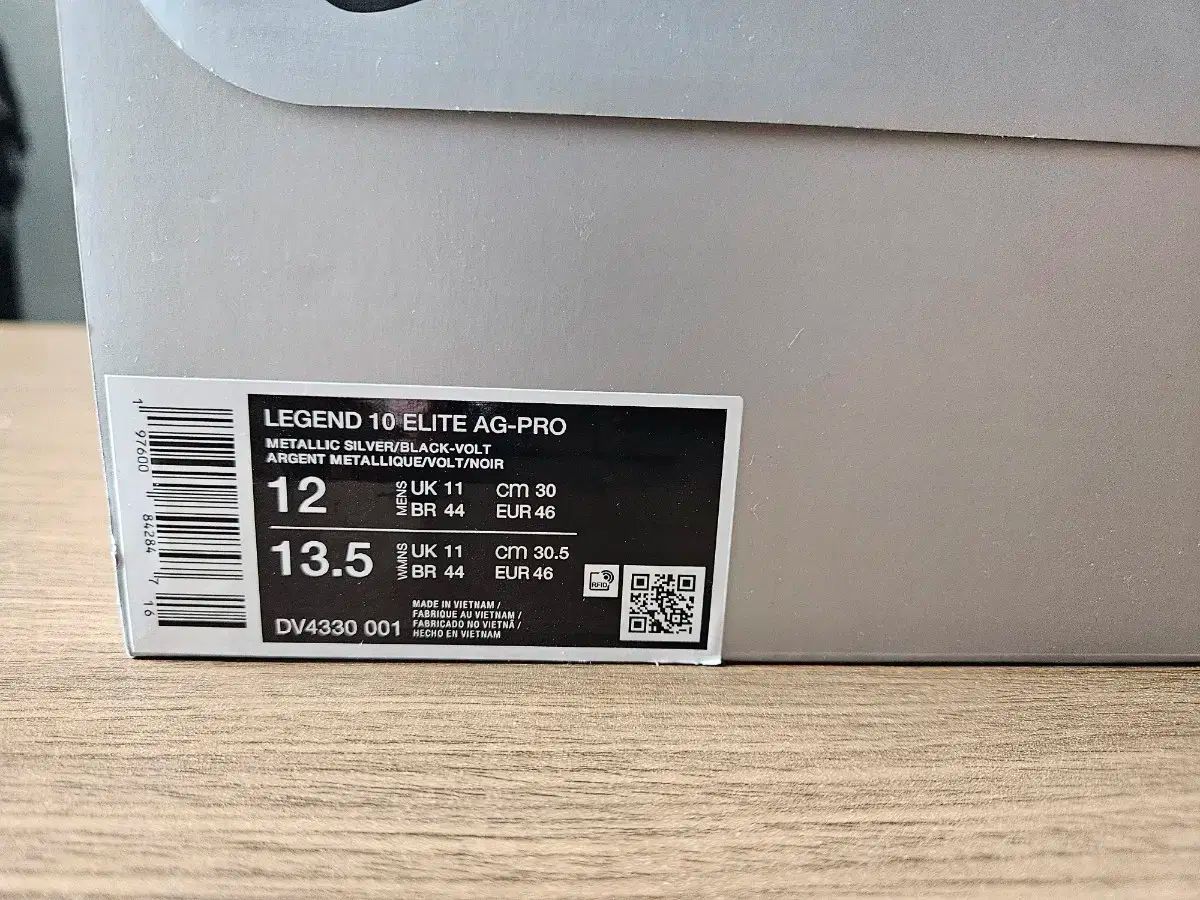 1 97600 84284 7 16
LEGEND 10 ELITE AG-PRO
METALLIC SILVER/BLACK-VOLT
ARGENT METALLIQUE/VOLT/NOIR
12 MENS UK 11 cm 30
BR 44 EUR 46
13.5 WMNS UK 11 cm 30.5
BR 44 EUR 46
RFID
DV4330 001
MADE IN VIETNAM /
FABRIQUE AU VIETNAM /
FABRICADO NO VIETNÃ /
HECHO EN VIETNAM